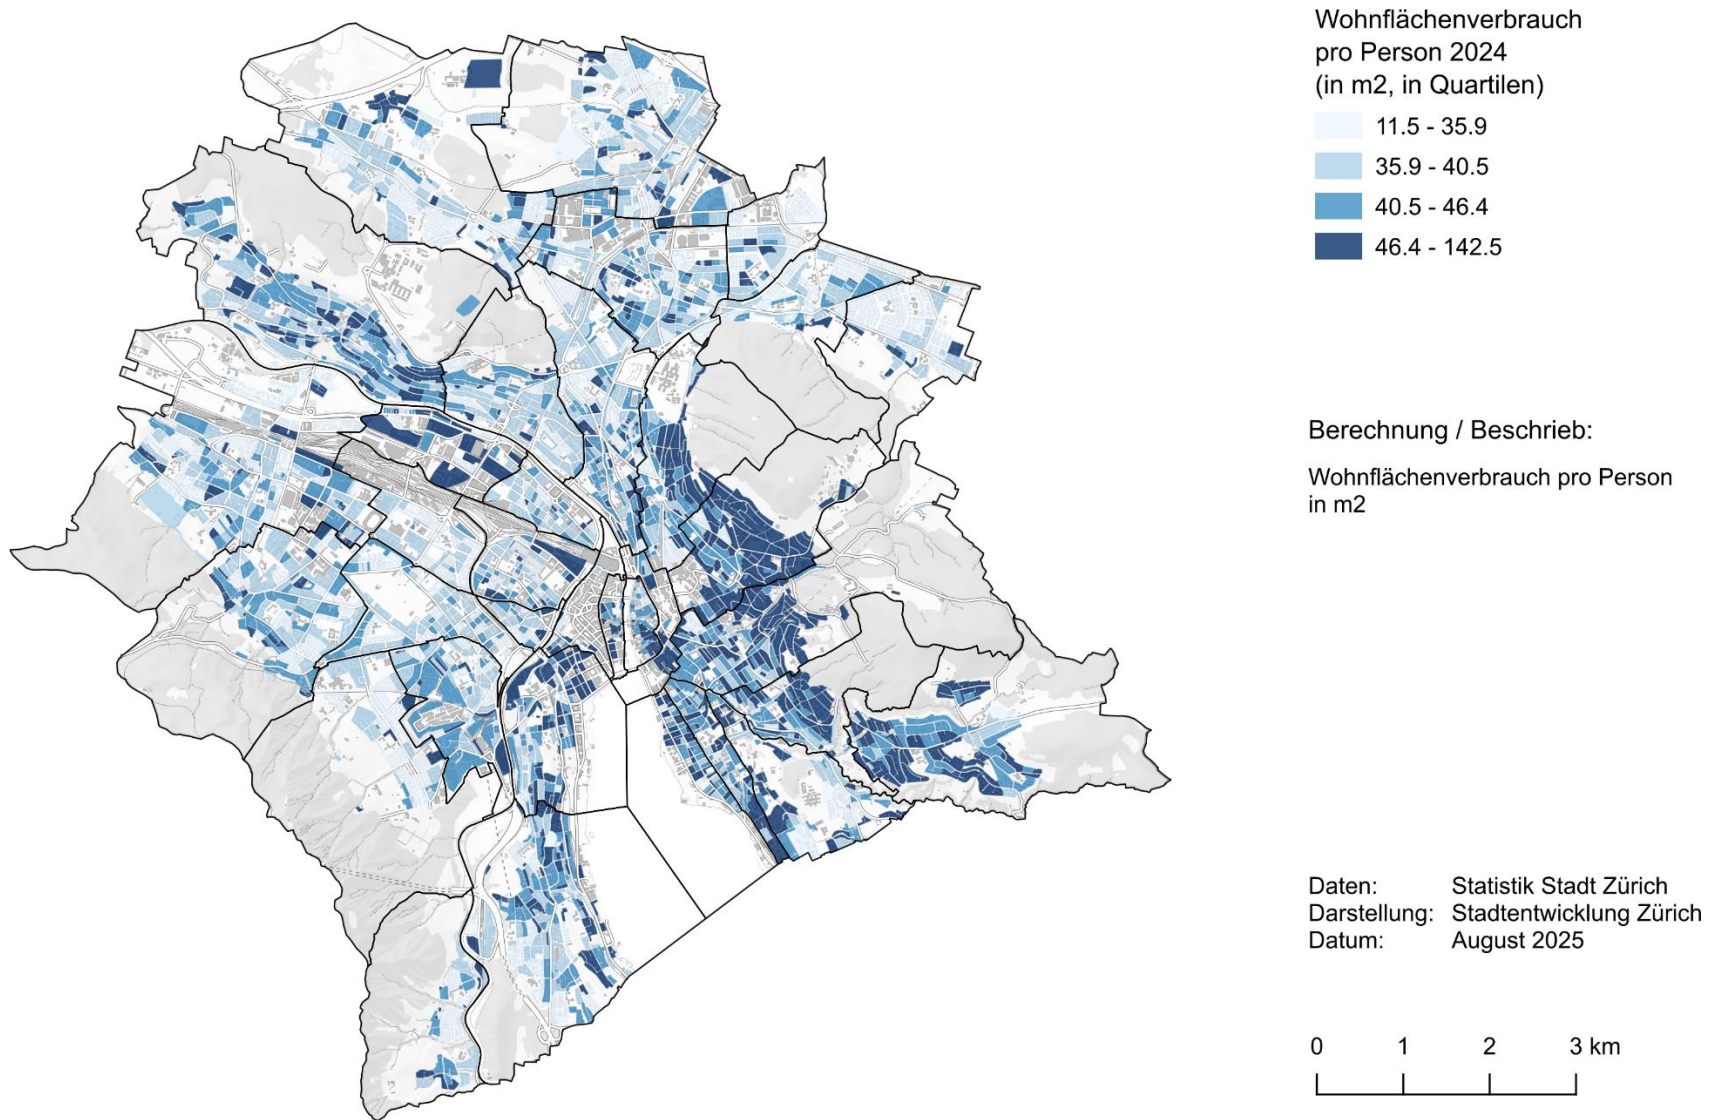 Wohnflächenverbrauch
pro Person 2024
(in m2, in Quartilen)
11.5 - 35.9
35.9 - 40.5
40.5 - 46.4
46.4 - 142.5
Berechnung / Beschrieb:
Wohnflächenverbrauch pro Person
in m2
Daten: Statistik Stadt Zürich
Darstellung: Stadtentwicklung Zürich
Datum: August 2025
0 1 2 3 km